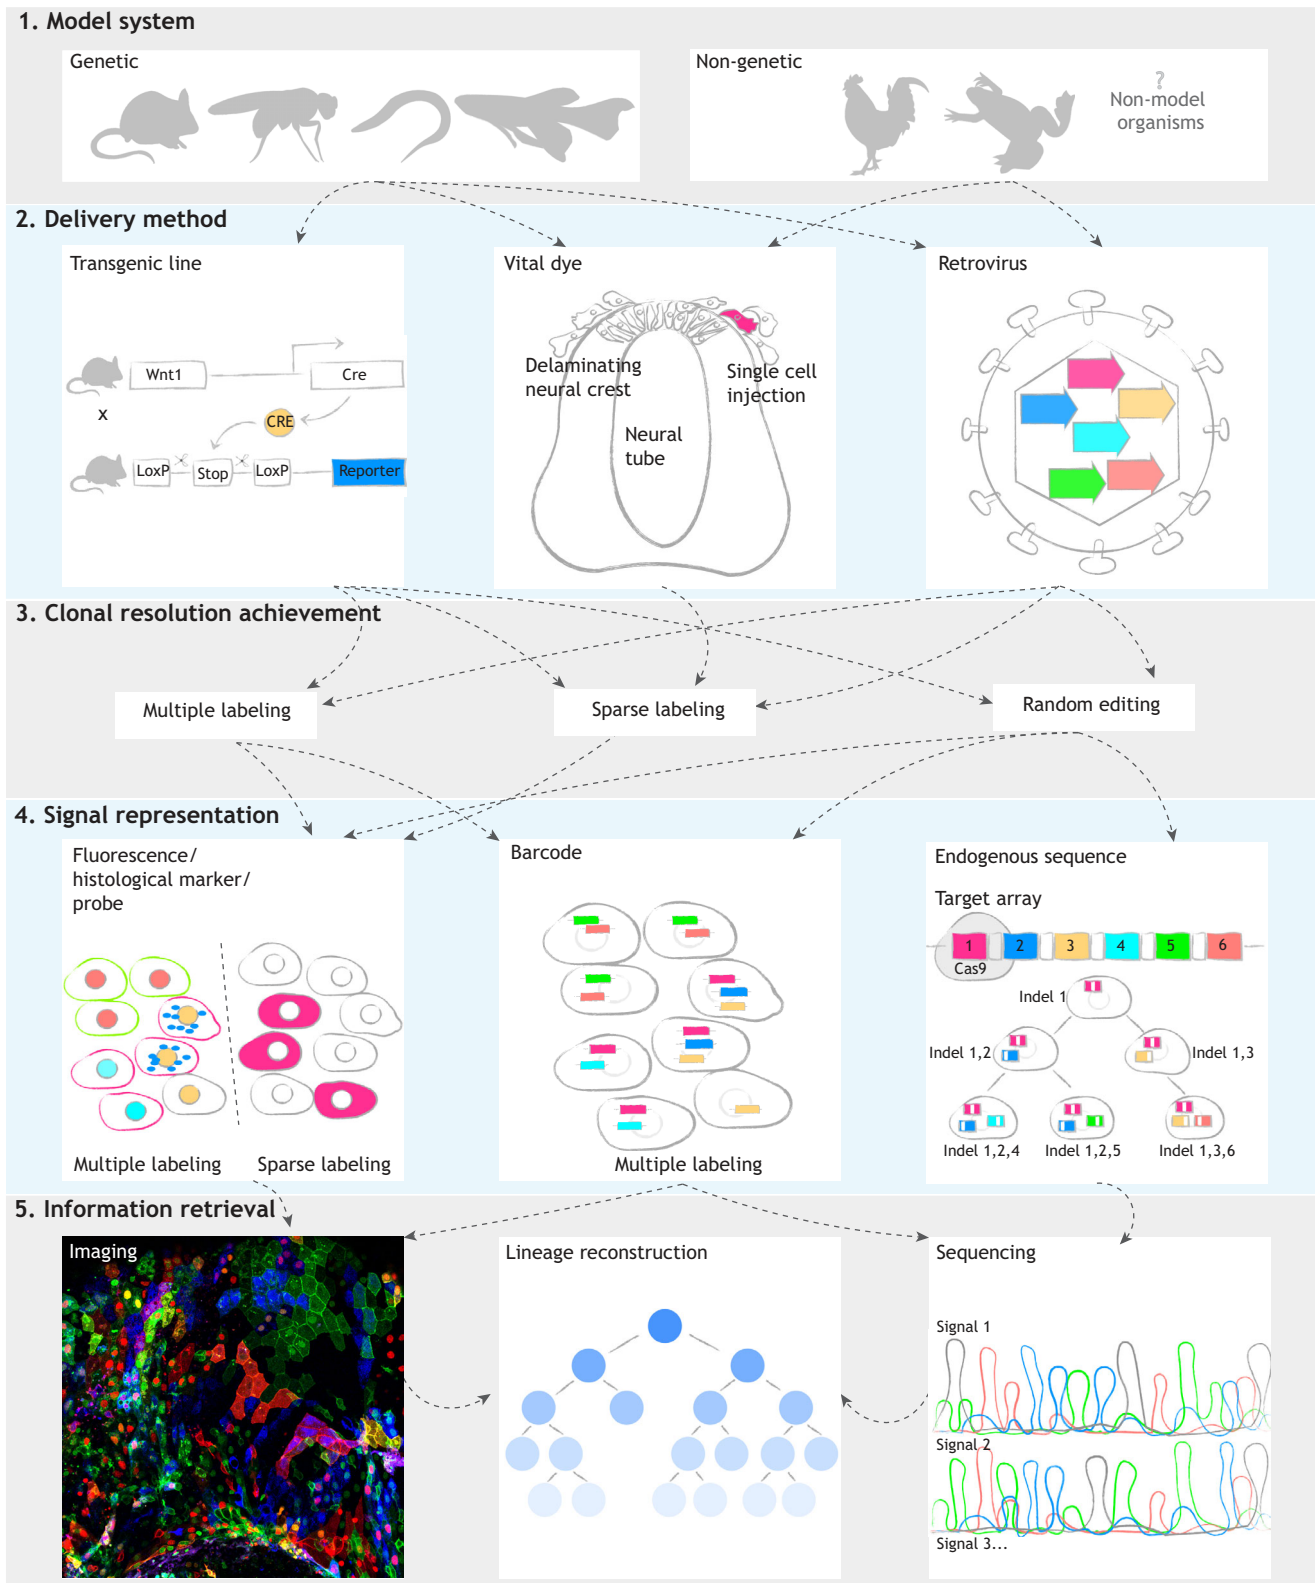 1. Model system
Genetic
Non-genetic
?
Non-model
organisms
2. Delivery method
Transgenic line
Wnt1
Cre
x
CRE
LoxP
Stop
LoxP
Reporter
Vital dye
Delaminating
neural crest
Single cell
injection
Neural
tube
Retrovirus
3. Clonal resolution achievement
Multiple labeling
Sparse labeling
Random editing
4. Signal representation
Fluorescence/
histological marker/
probe
Multiple labeling
Sparse labeling
Barcode
Multiple labeling
Endogenous sequence
Target array
1
2
3
4
5
6
Cas9
Indel 1
Indel 1,2
Indel 1,3
Indel 1,2,4
Indel 1,2,5
Indel 1,3,6
5. Information retrieval
Imaging
Lineage reconstruction
Sequencing
Signal 1
Signal 2
Signal 3...